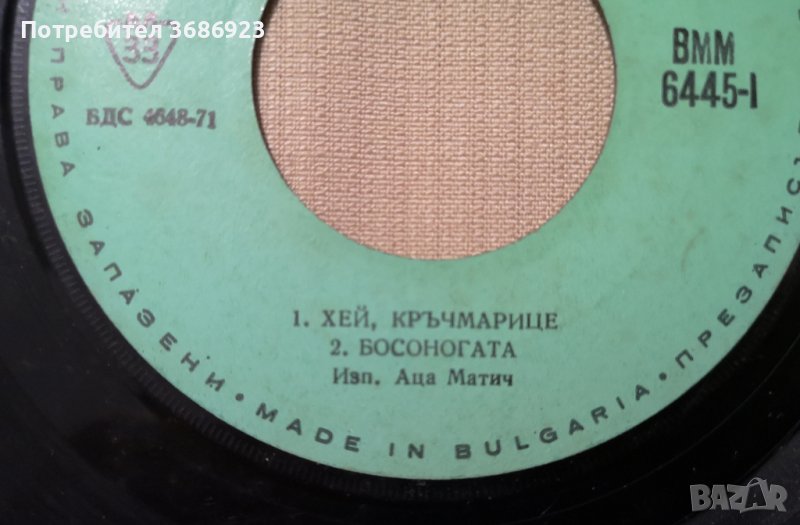 Потребител 3686923
33
БДС 4648-71
ВММ
6445-I
1. ХЕЙ, КРЪЧМАРИЦЕ
2. БОСОНОГАТА
Изп. Аца Матич
ПРАВА ЗАПАЗЕНИ • MADE IN BULGARIA • ПРЕЗАПИС
BAZAR